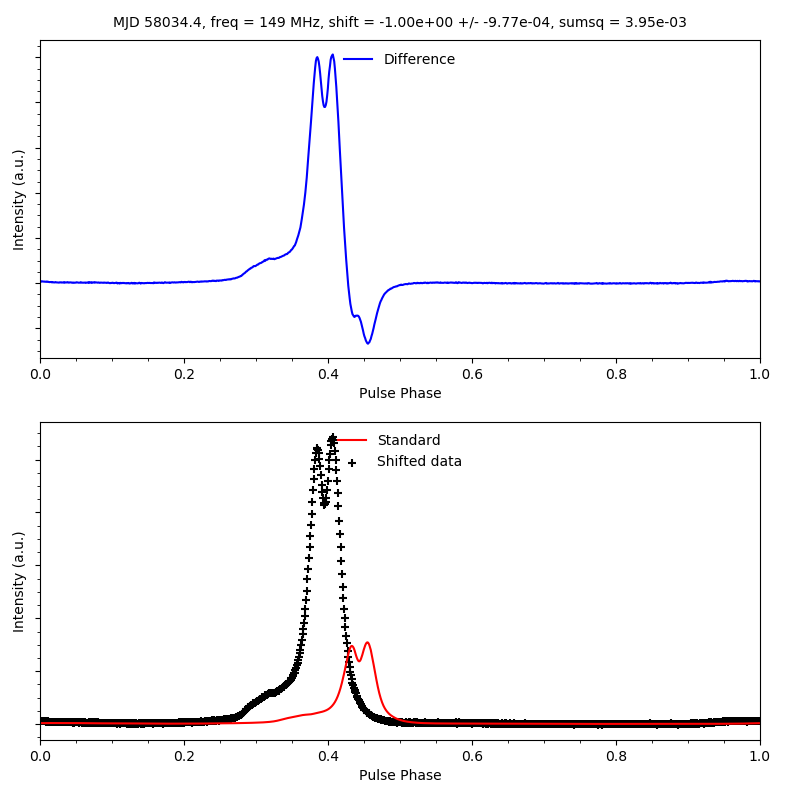 MJD 58034.4, freq = 149 MHz, shift = -1.00e+00 +/- -9.77e-04, sumsq = 3.95e-03
Difference
Intensity (a.u.)
0.0 0.2 0.4 0.6 0.8 1.0
Pulse Phase
Standard
Shifted data
Intensity (a.u.)
0.0 0.2 0.4 0.6 0.8 1.0
Pulse Phase